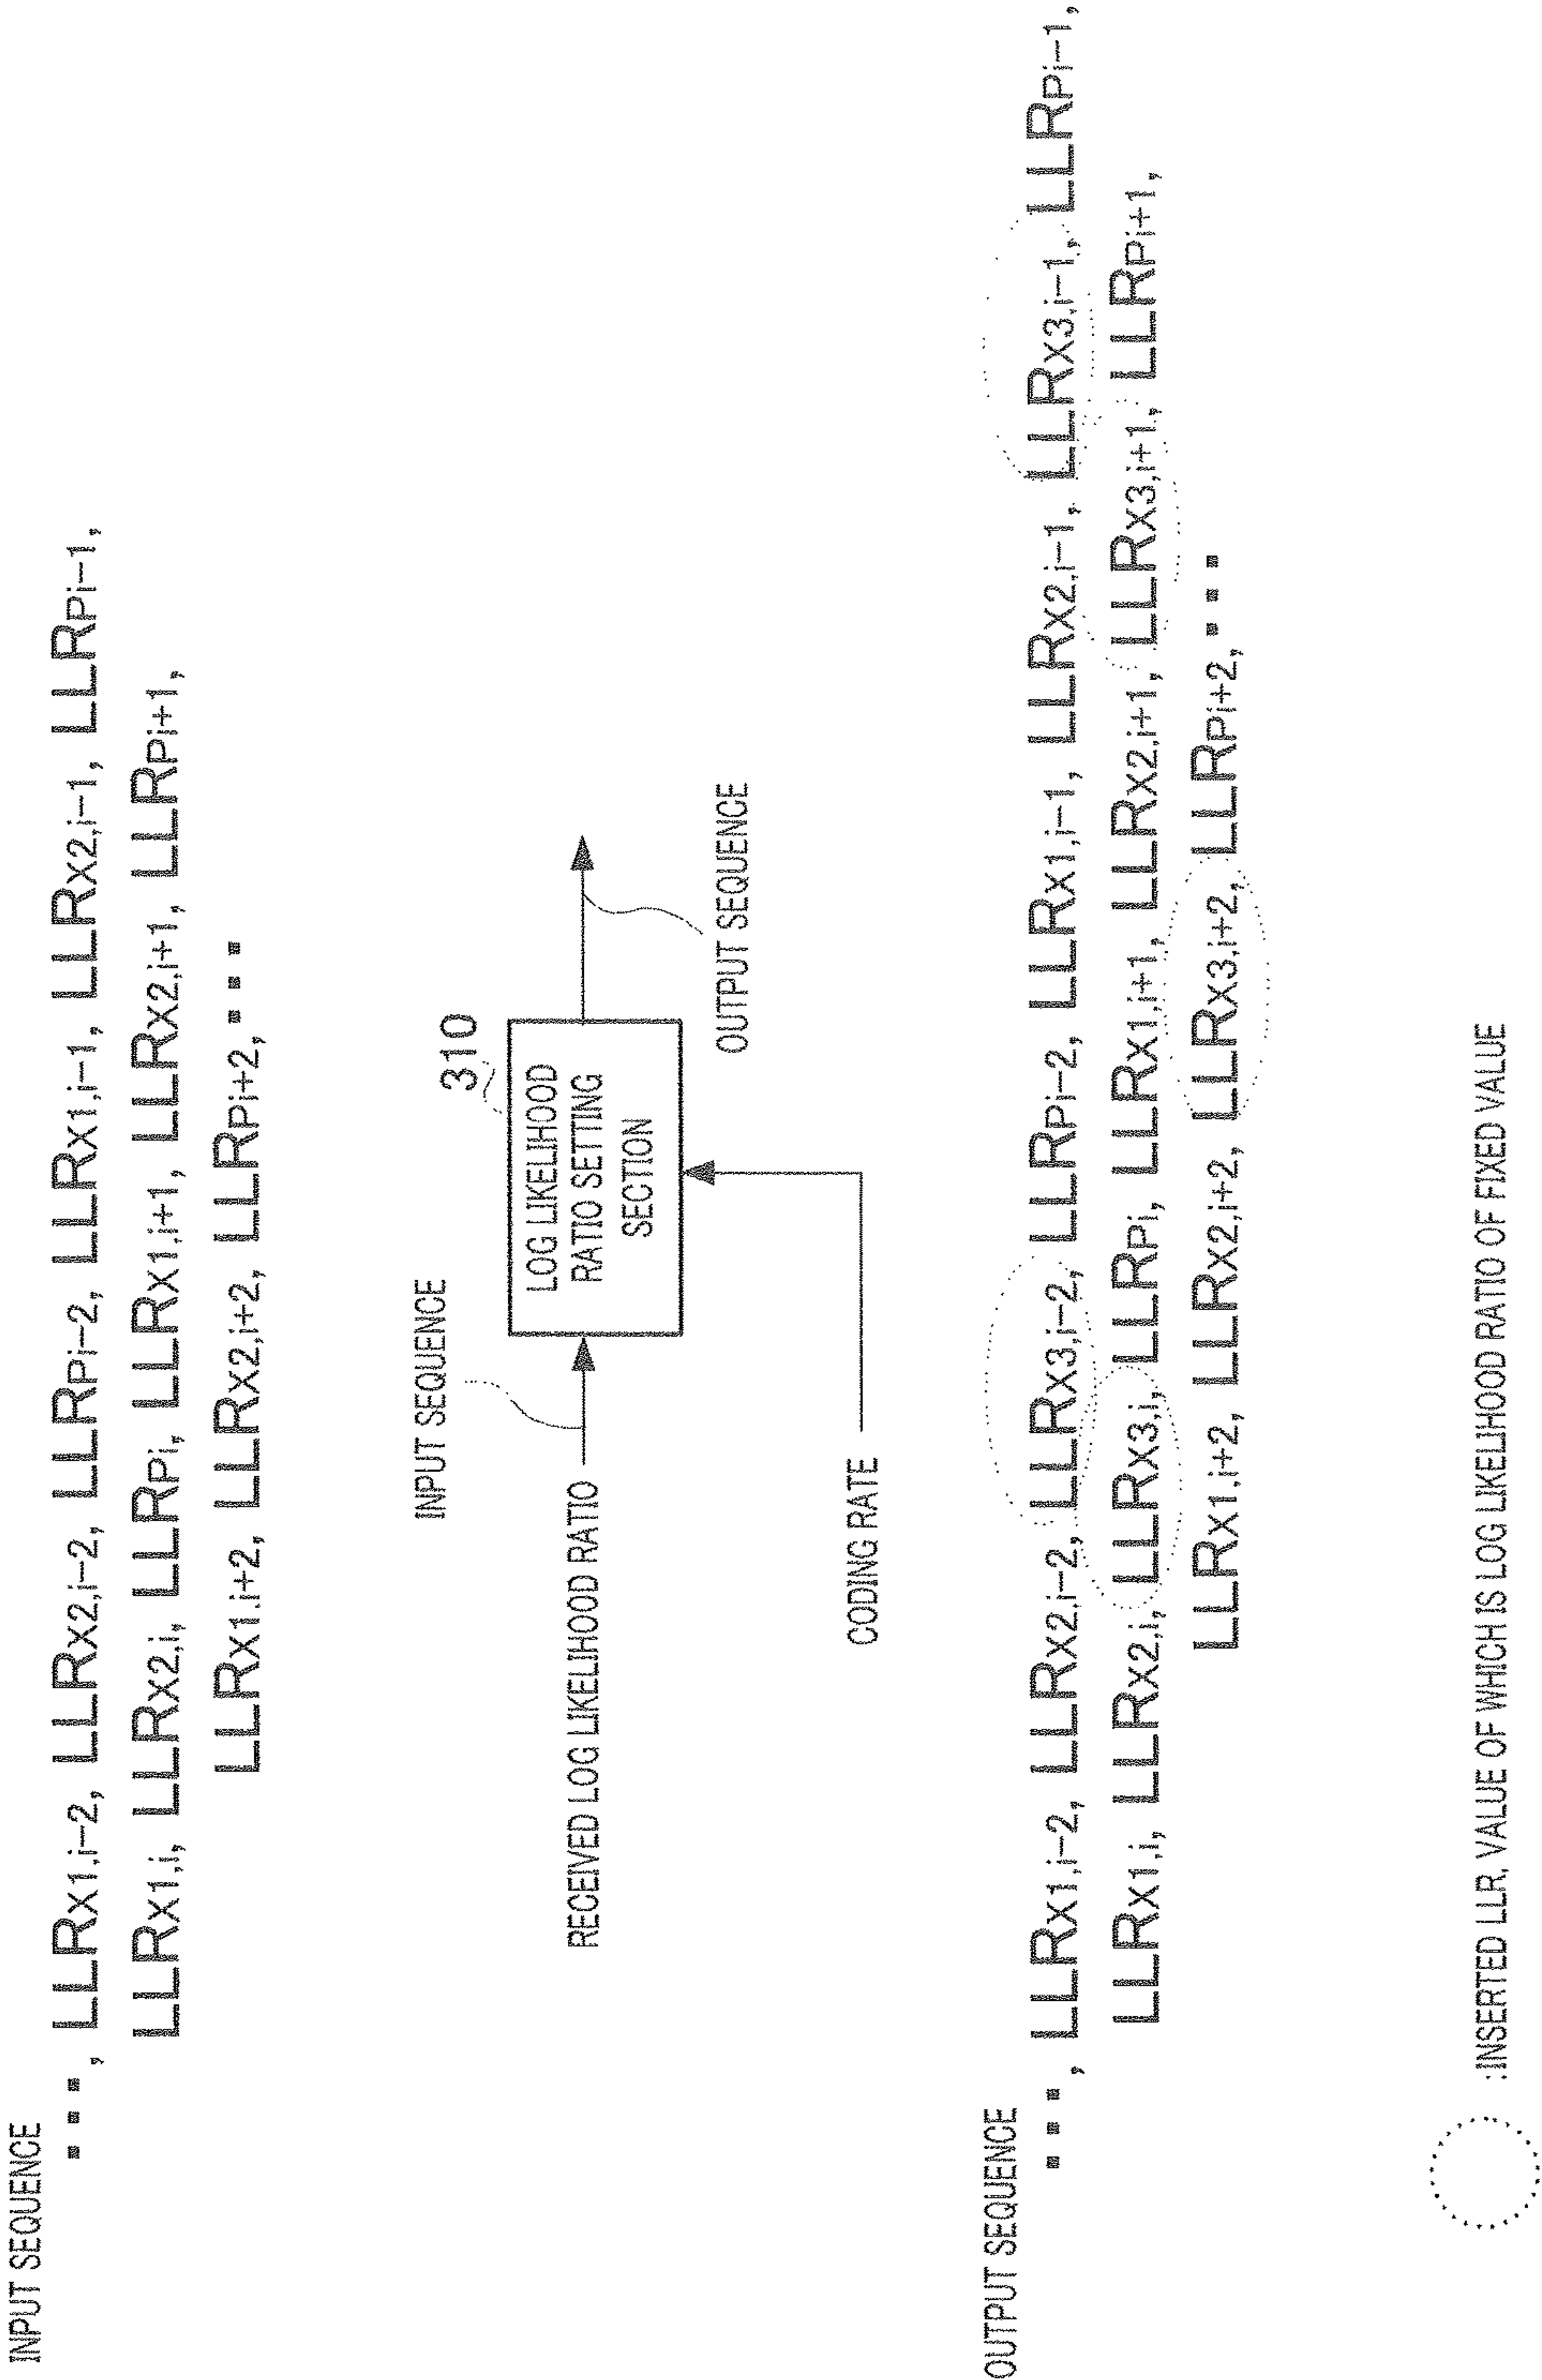 INPUT SEQUENCE
..., LLRX1,i−2, LLRX2,i−2, LLRPi−2, LLRX1,i−1, LLRX2,i−1, LLRPi−1,
LLRX1,i, LLRX2,i, LLRPi, LLRX1,i+1, LLRX2,i+1, LLRPi+1,
LLRX1,i+2, LLRX2,i+2, LLRPi+2, ...
INPUT SEQUENCE
310
RECEIVED LOG LIKELIHOOD RATIO
LOG LIKELIHOOD
RATIO SETTING
SECTION
OUTPUT SEQUENCE
CODING RATE
OUTPUT SEQUENCE
..., LLRX1,i−2, LLRX2,i−2, LLRX3,i−2, LLRPi−2, LLRX1,i−1, LLRX2,i−1, LLRX3,i−1, LLRPi−1,
LLRX1,i, LLRX2,i, LLRX3,i, LLRPi, LLRX1,i+1, LLRX2,i+1, LLRX3,i+1, LLRPi+1,
LLRX1,i+2, LLRX2,i+2, LLRX3,i+2, LLRPi+2, ...
:INSERTED LLR, VALUE OF WHICH IS LOG LIKELIHOOD RATIO OF FIXED VALUE